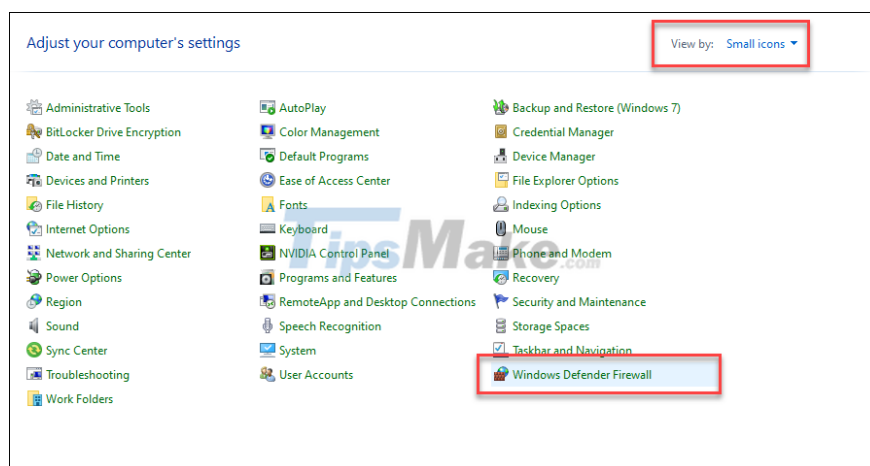 Adjust your computer's settings
View by: Small icons
Administrative Tools
AutoPlay
Backup and Restore (Windows 7)
BitLocker Drive Encryption
Color Management
Credential Manager
Date and Time
Default Programs
Device Manager
Devices and Printers
Ease of Access Center
File Explorer Options
File History
Fonts
Indexing Options
Internet Options
Keyboard
Mouse
Network and Sharing Center
NVIDIA Control Panel
Phone and Modem
Power Options
Programs and Features
Recovery
Region
RemoteApp and Desktop Connections
Security and Maintenance
Sound
Speech Recognition
Storage Spaces
Sync Center
System
Taskbar and Navigation
Troubleshooting
User Accounts
Windows Defender Firewall
Work Folders
TipsMake.com